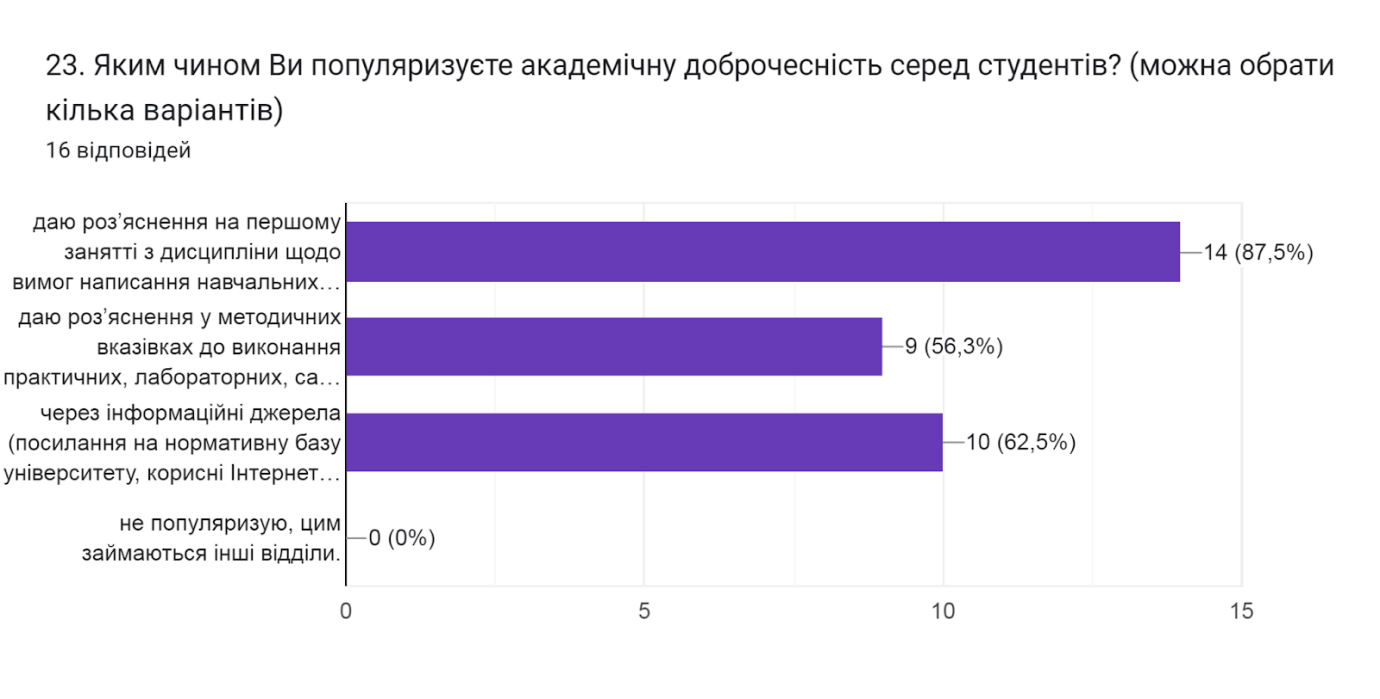 23. Яким чином Ви популяризуєте академічну доброчесність серед студентів? (можна обрати
кілька варіантів)
16 відповідей
даю роз’яснення на першому
занятті з дисципліни щодо
вимог написання навчальних…
14 (87,5%)
даю роз’яснення у методичних
вказівках до виконання
практичних, лабораторних, са…
9 (56,3%)
через інформаційні джерела
(посилання на нормативну базу
університету, корисні Інтернет…
10 (62,5%)
не популяризую, цим
займаються інші відділи.
0 (0%)
0 5 10 15